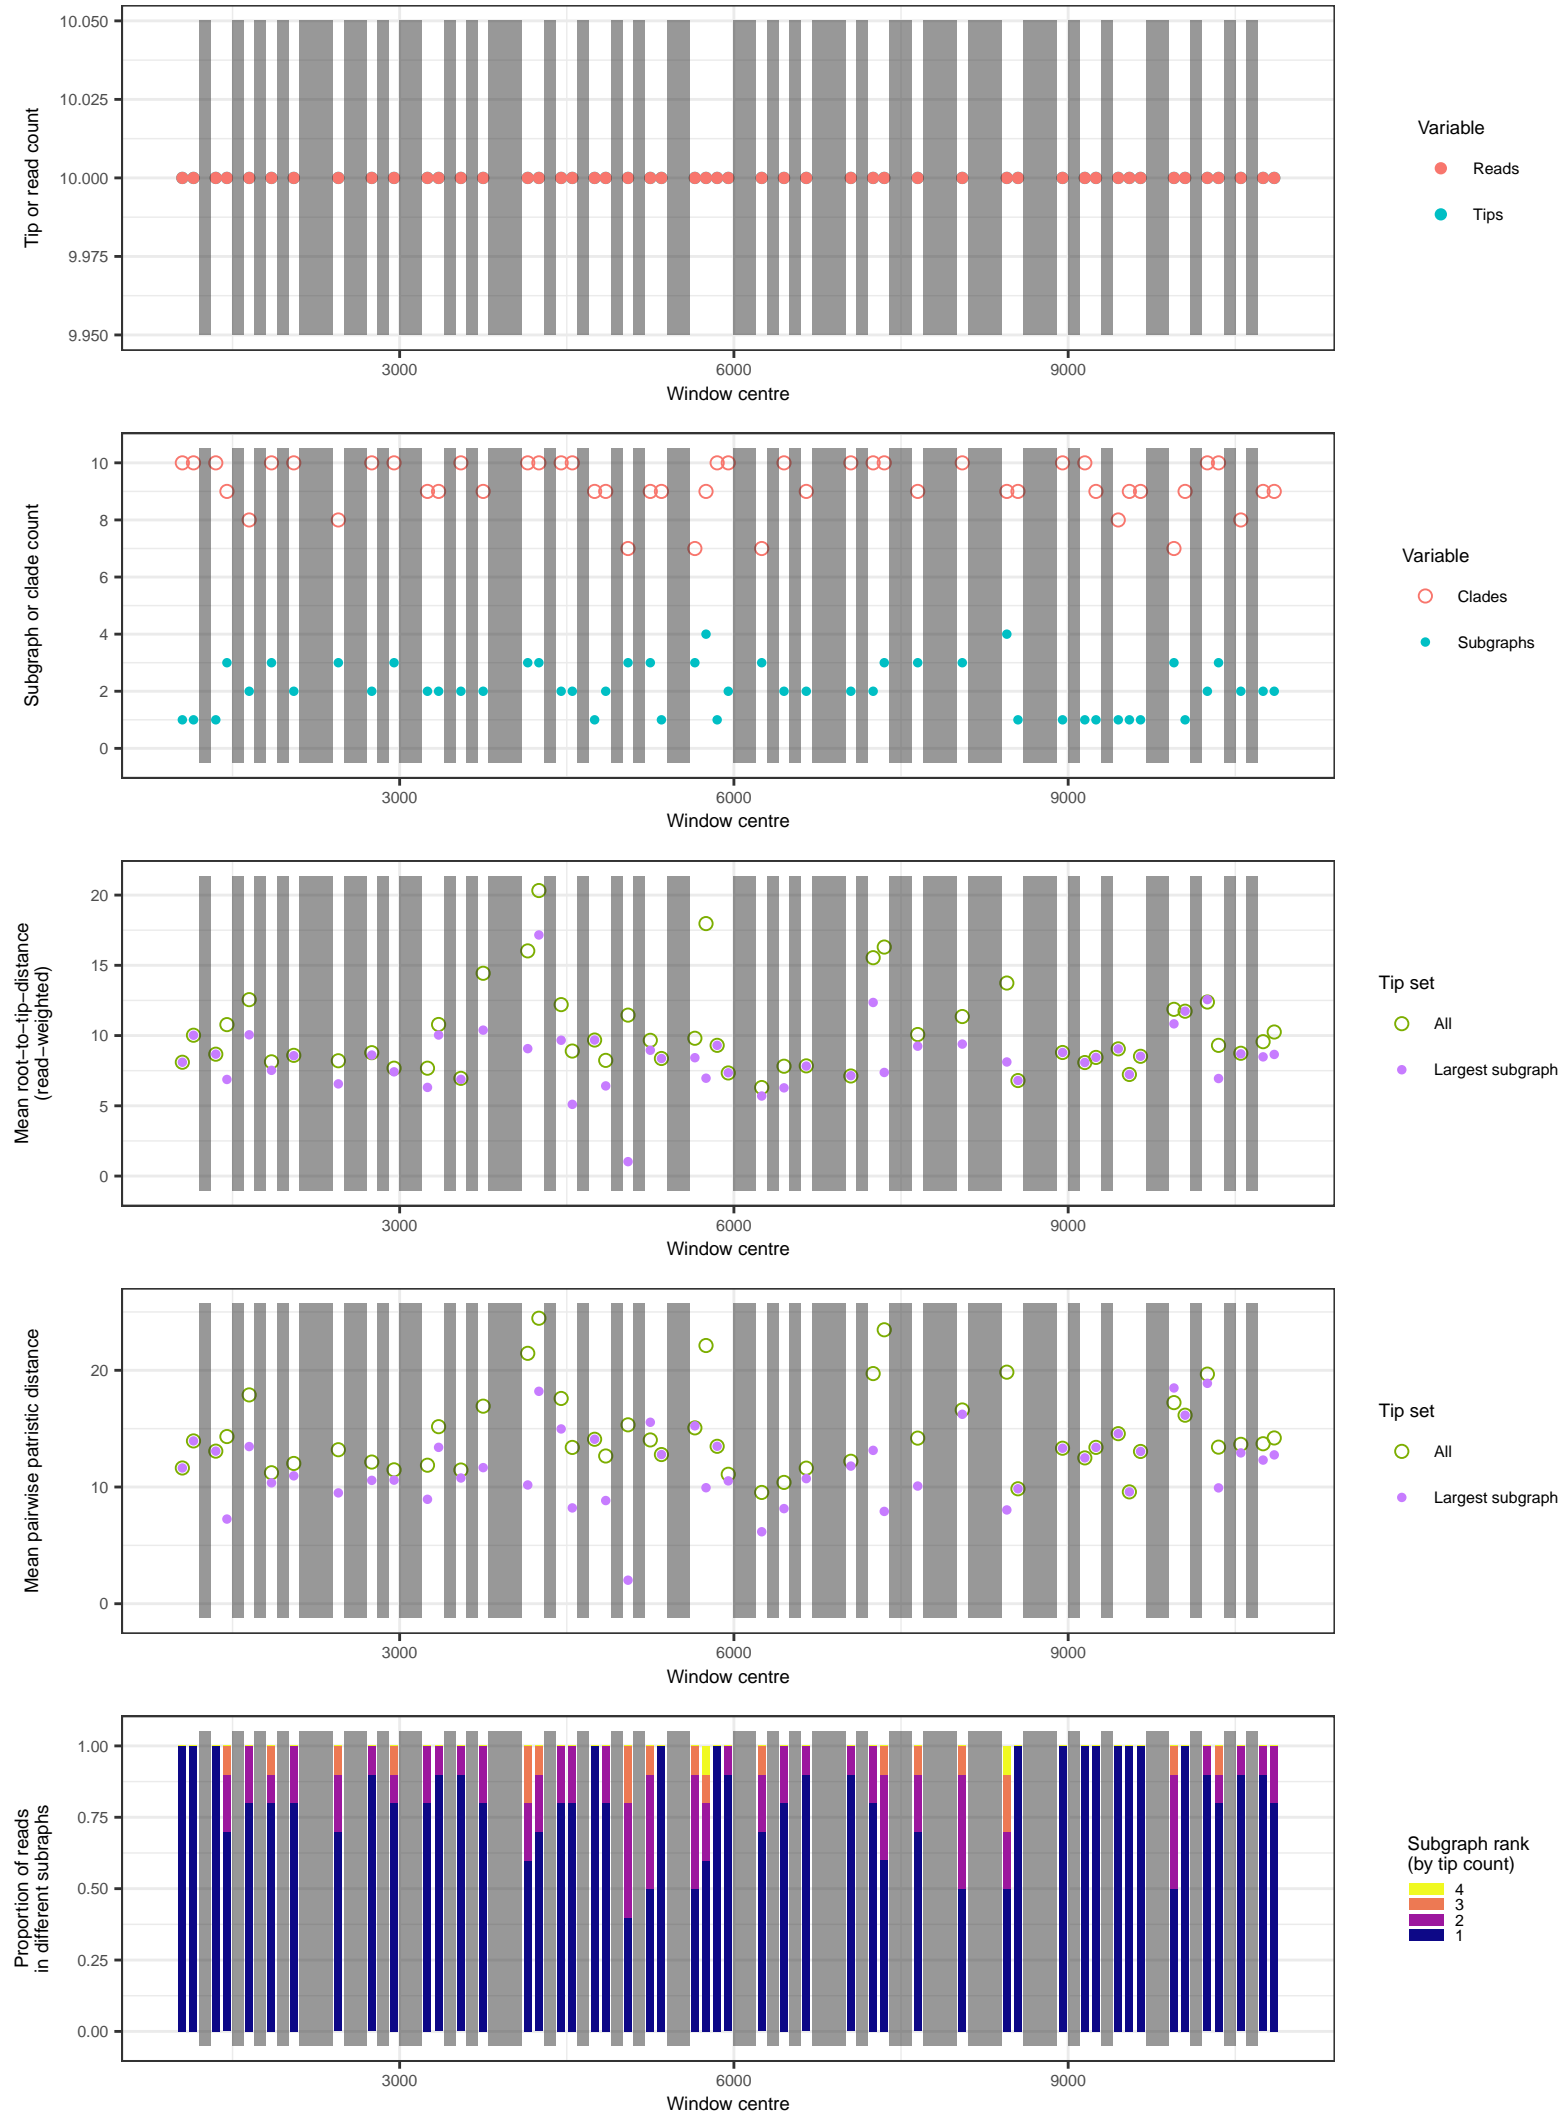 10.050
10.025
10.000
9.975
9.950
Tip or read count
3000
6000
9000
Window centre
Variable
Reads
Tips
10
8
6
4
2
0
Subgraph or clade count
3000
6000
9000
Window centre
Variable
Clades
Subgraphs
20
15
10
5
0
Mean root−to−tip−distance
(read−weighted)
3000
6000
9000
Window centre
Tip set
All
Largest subgraph
20
10
0
Mean pairwise patristic distance
3000
6000
9000
Window centre
Tip set
All
Largest subgraph
1.00
0.75
0.50
0.25
0.00
Proportion of reads
in different subraphs
3000
6000
9000
Window centre
Subgraph rank
(by tip count)
4
3
2
1